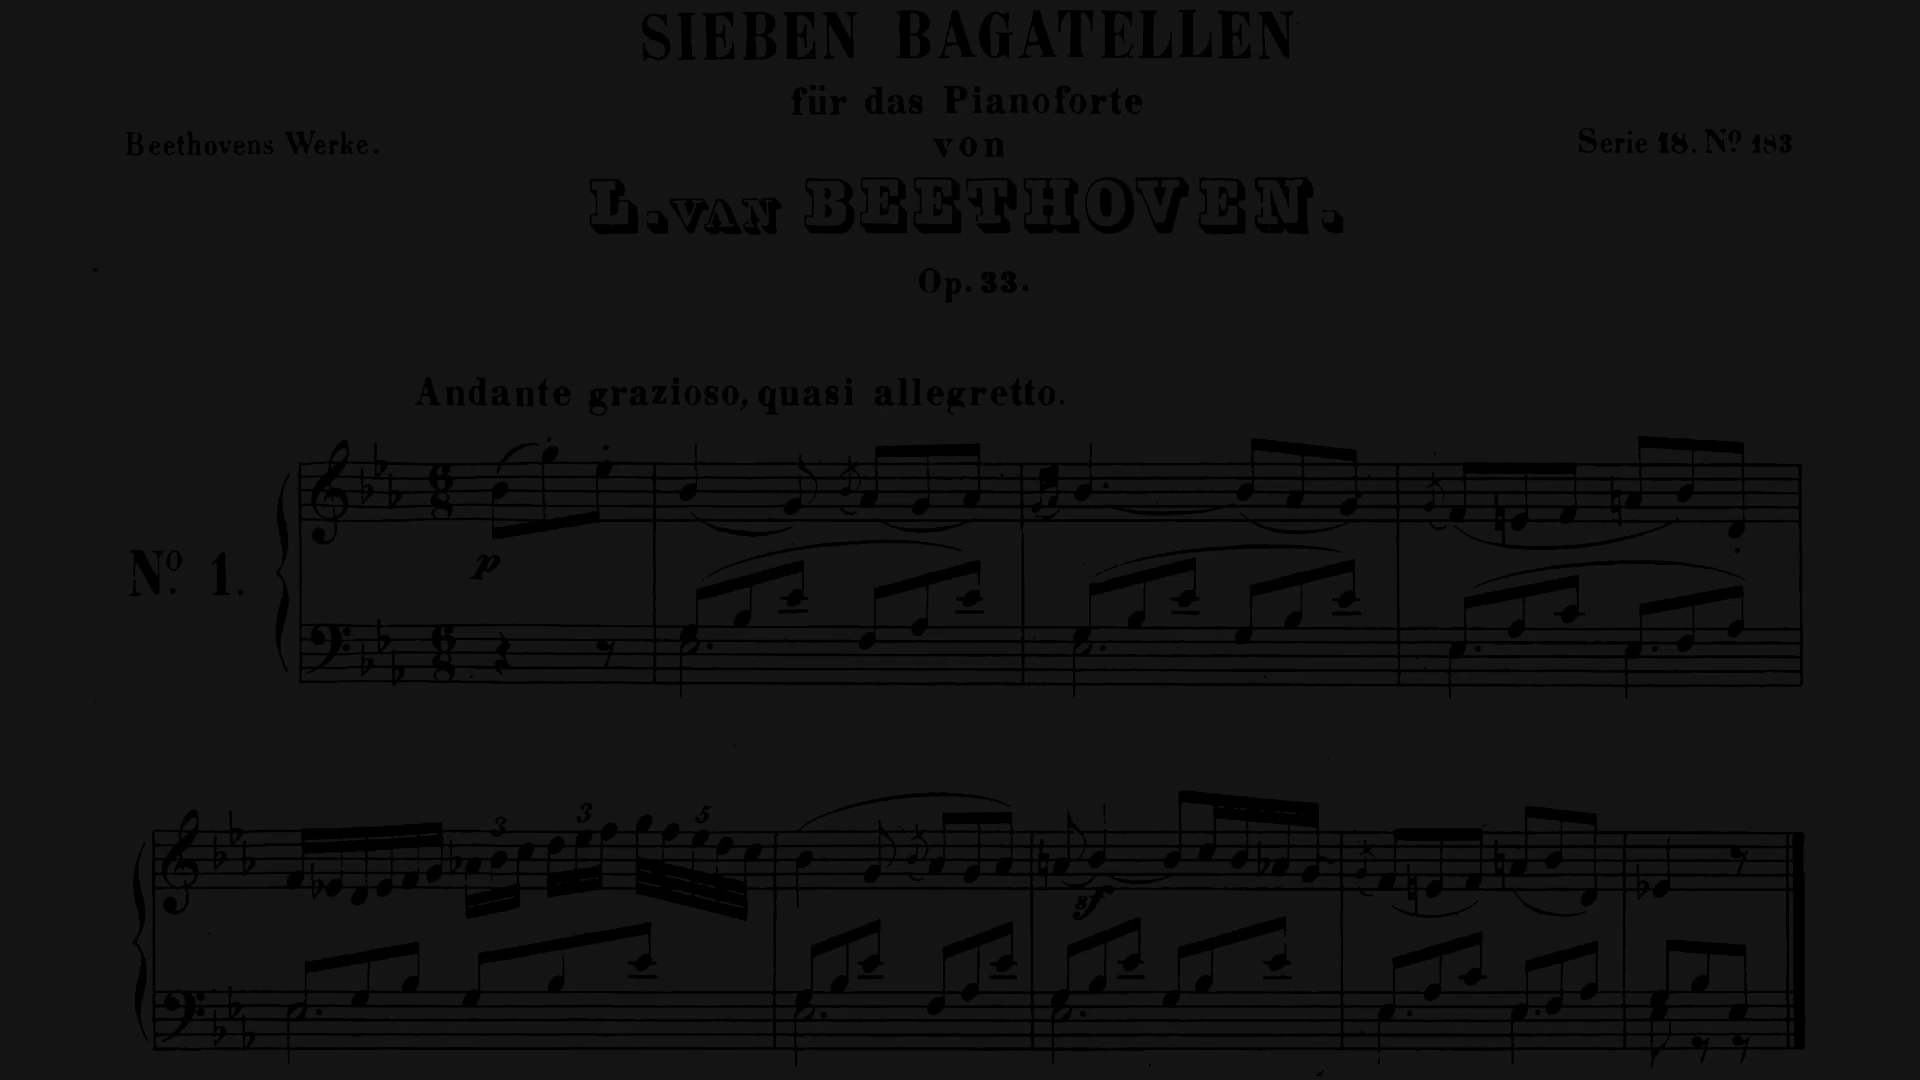 SIEBEN BAGATELLEN
für das Pianoforte
von
Beethovens Werke.
Serie 18. No. 183
L. VAN BEETHOVEN.
Op. 33.
Andante grazioso, quasi allegretto.
p
No. 1.
3 3 5
sf